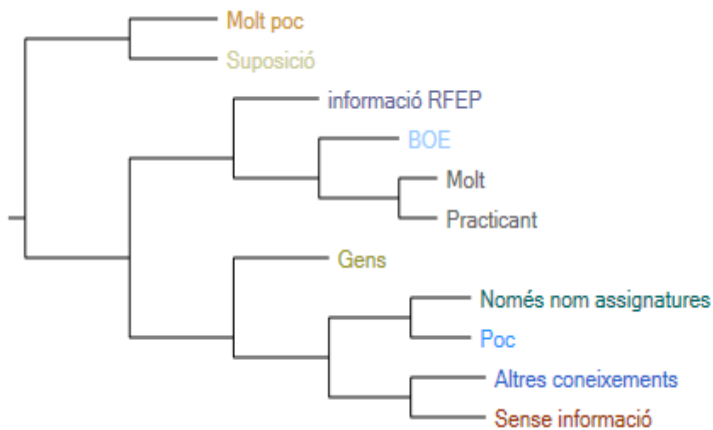 Molt poc
Suposició
informació RFEP
BOE
Molt
Practicant
Gens
Només nom assignatures
Poc
Altres coneixements
Sense informació